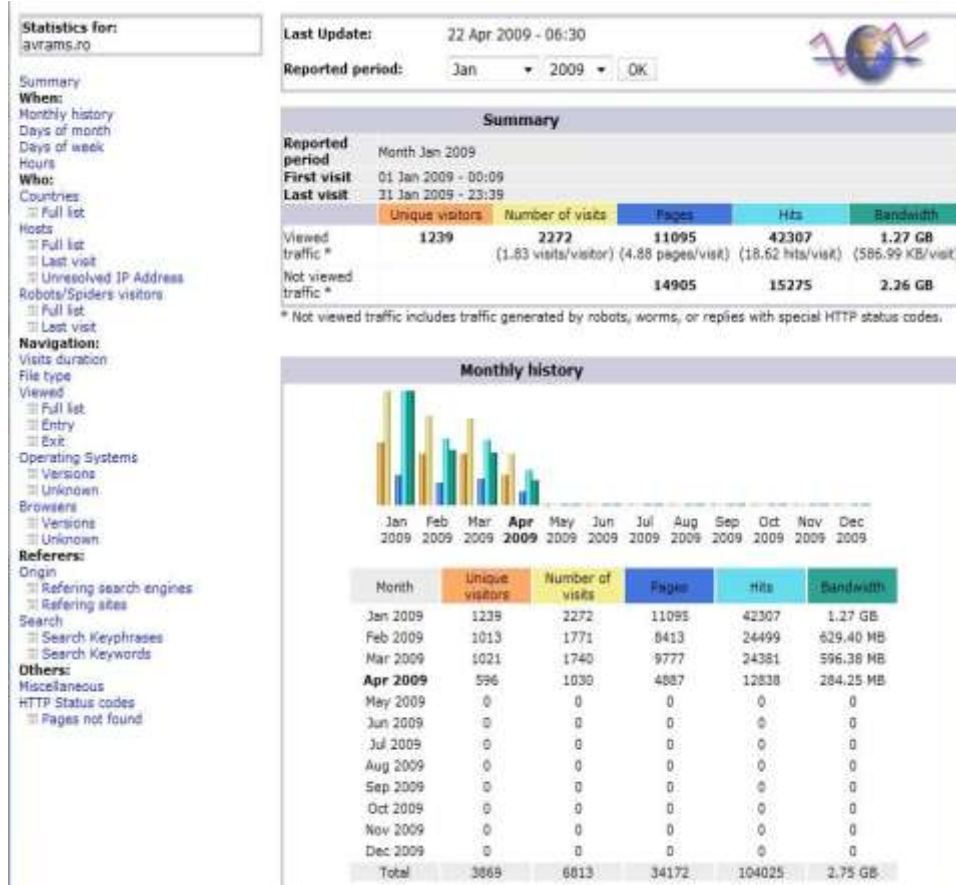 Statistics for:
avrams.ro
Summary
When:
Monthly history
Days of month
Days of week
Hours
Who:
Countries
Full list
Hosts
Full list
Last visit
Unresolved IP Address
Robots/Spiders visitors
Full list
Last visit
Navigation:
Visits duration
File type
Viewed
Full list
Entry
Exit
Operating Systems
Versions
Unknown
Browsers
Versions
Unknown
Referers:
Origin
Refering search engines
Refering sites
Search
Search Keyphrases
Search Keywords
Others:
Miscellaneous
HTTP Status codes
Pages not found
Last Update: 22 Apr 2009 - 06:30
Reported period: Jan 2009 OK
Summary
Reported period Month Jan 2009
First visit 01 Jan 2009 - 00:09
Last visit 31 Jan 2009 - 23:39
Unique visitors Number of visits Pages Hits Bandwidth
Viewed traffic * 1239 2272 11095 42307 1.27 GB
(1.83 visits/visitor) (4.88 pages/visit) (18.62 hits/visit) (586.99 KB/visit)
Not viewed traffic * 14905 15275 2.26 GB
* Not viewed traffic includes traffic generated by robots, worms, or replies with special HTTP status codes.
Monthly history
Jan Feb Mar Apr May Jun Jul Aug Sep Oct Nov Dec
2009 2009 2009 2009 2009 2009 2009 2009 2009 2009 2009 2009
Month Unique visitors Number of visits Pages Hits Bandwidth
Jan 2009 1239 2272 11095 42307 1.27 GB
Feb 2009 1013 1771 8413 24499 629.40 MB
Mar 2009 1021 1740 9777 24381 596.38 MB
Apr 2009 596 1030 4887 12838 284.25 MB
May 2009 0 0 0 0 0
Jun 2009 0 0 0 0 0
Jul 2009 0 0 0 0 0
Aug 2009 0 0 0 0 0
Sep 2009 0 0 0 0 0
Oct 2009 0 0 0 0 0
Nov 2009 0 0 0 0 0
Dec 2009 0 0 0 0 0
Total 3869 6813 34172 104025 2.75 GB